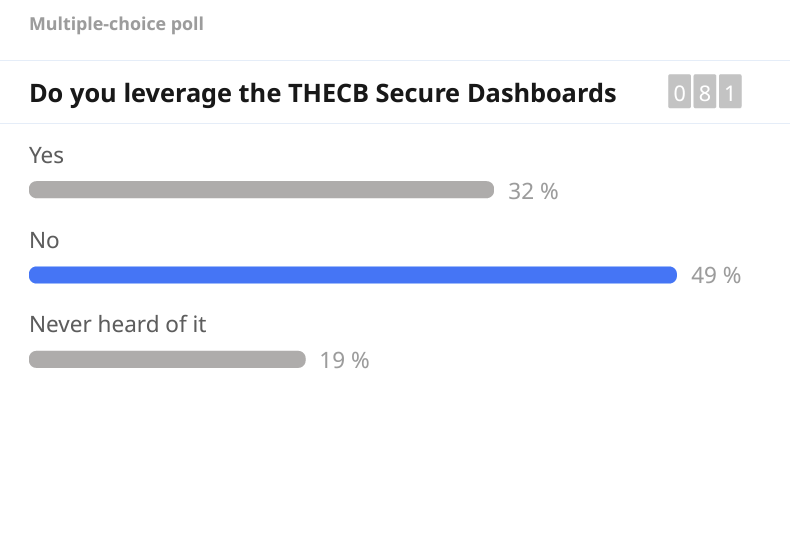 Multiple-choice poll
Do you leverage the THECB Secure Dashboards 081
Yes
32 %
No
49 %
Never heard of it
19 %